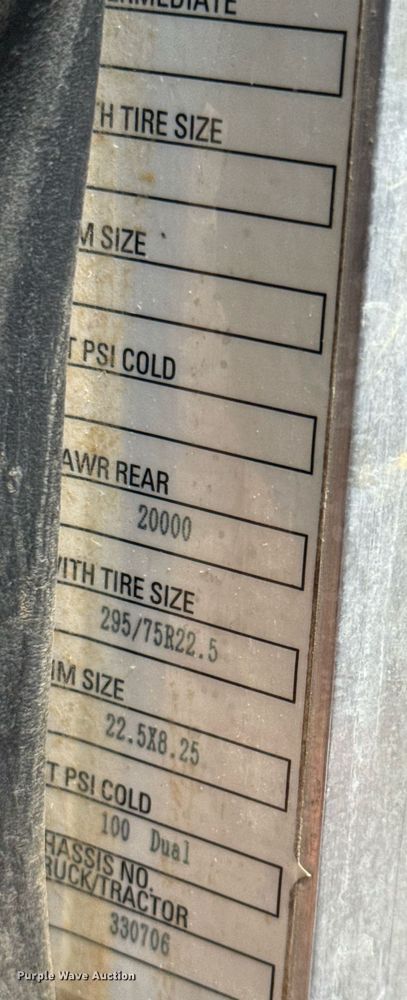 ERMEDIATE
H TIRE SIZE
M SIZE
T PSI COLD
AWR REAR
20000
WITH TIRE SIZE
295/75R22.5
IM SIZE
22.5X8.25
T PSI COLD
100 Dual
HASSIS NO.
RUCK/TRACTOR
330706
Purple Wave Auction